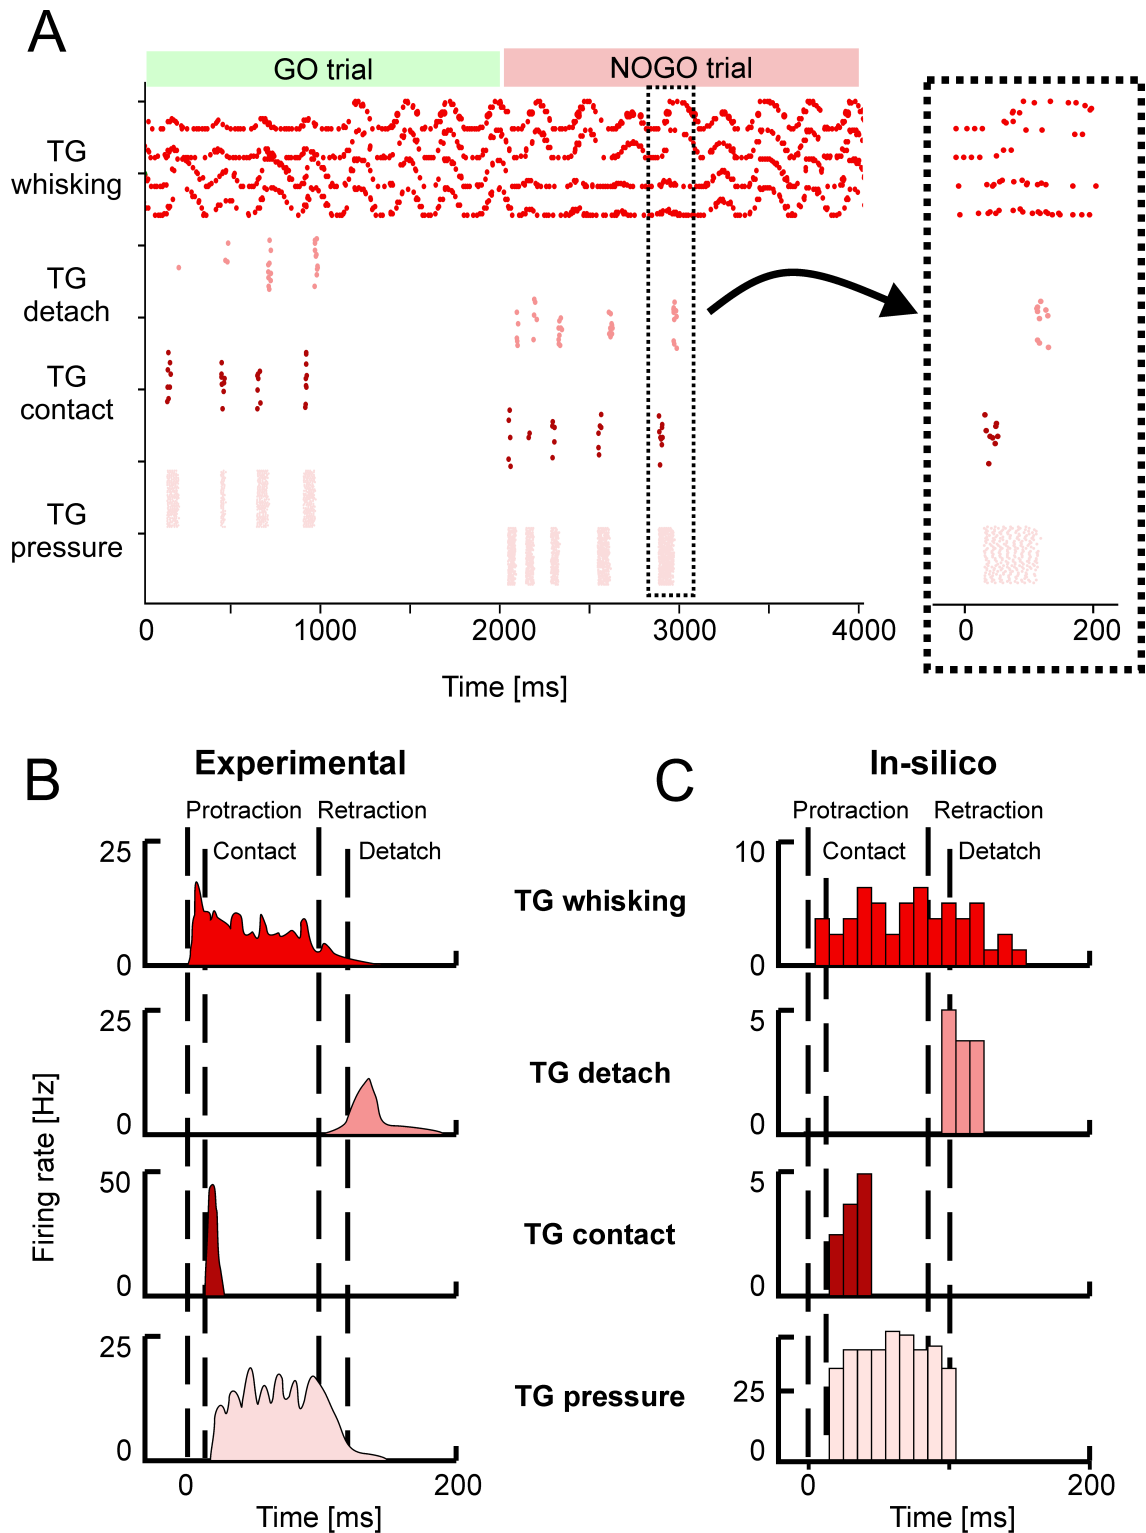 A
GO trial
NOGO trial
TG
whisking
TG
detach
TG
contact
TG
pressure
0 1000 2000 3000 4000
Time [ms]
0 200
B
Experimental
Protraction Retraction
Contact Detatch
C
In-silico
Protraction Retraction
Contact Detatch
25
0
TG whisking
10
0
25
0
TG detach
5
0
Firing rate [Hz]
50
0
TG contact
5
0
25
0
TG pressure
25
0
0 200
Time [ms]
0 200
Time [ms]